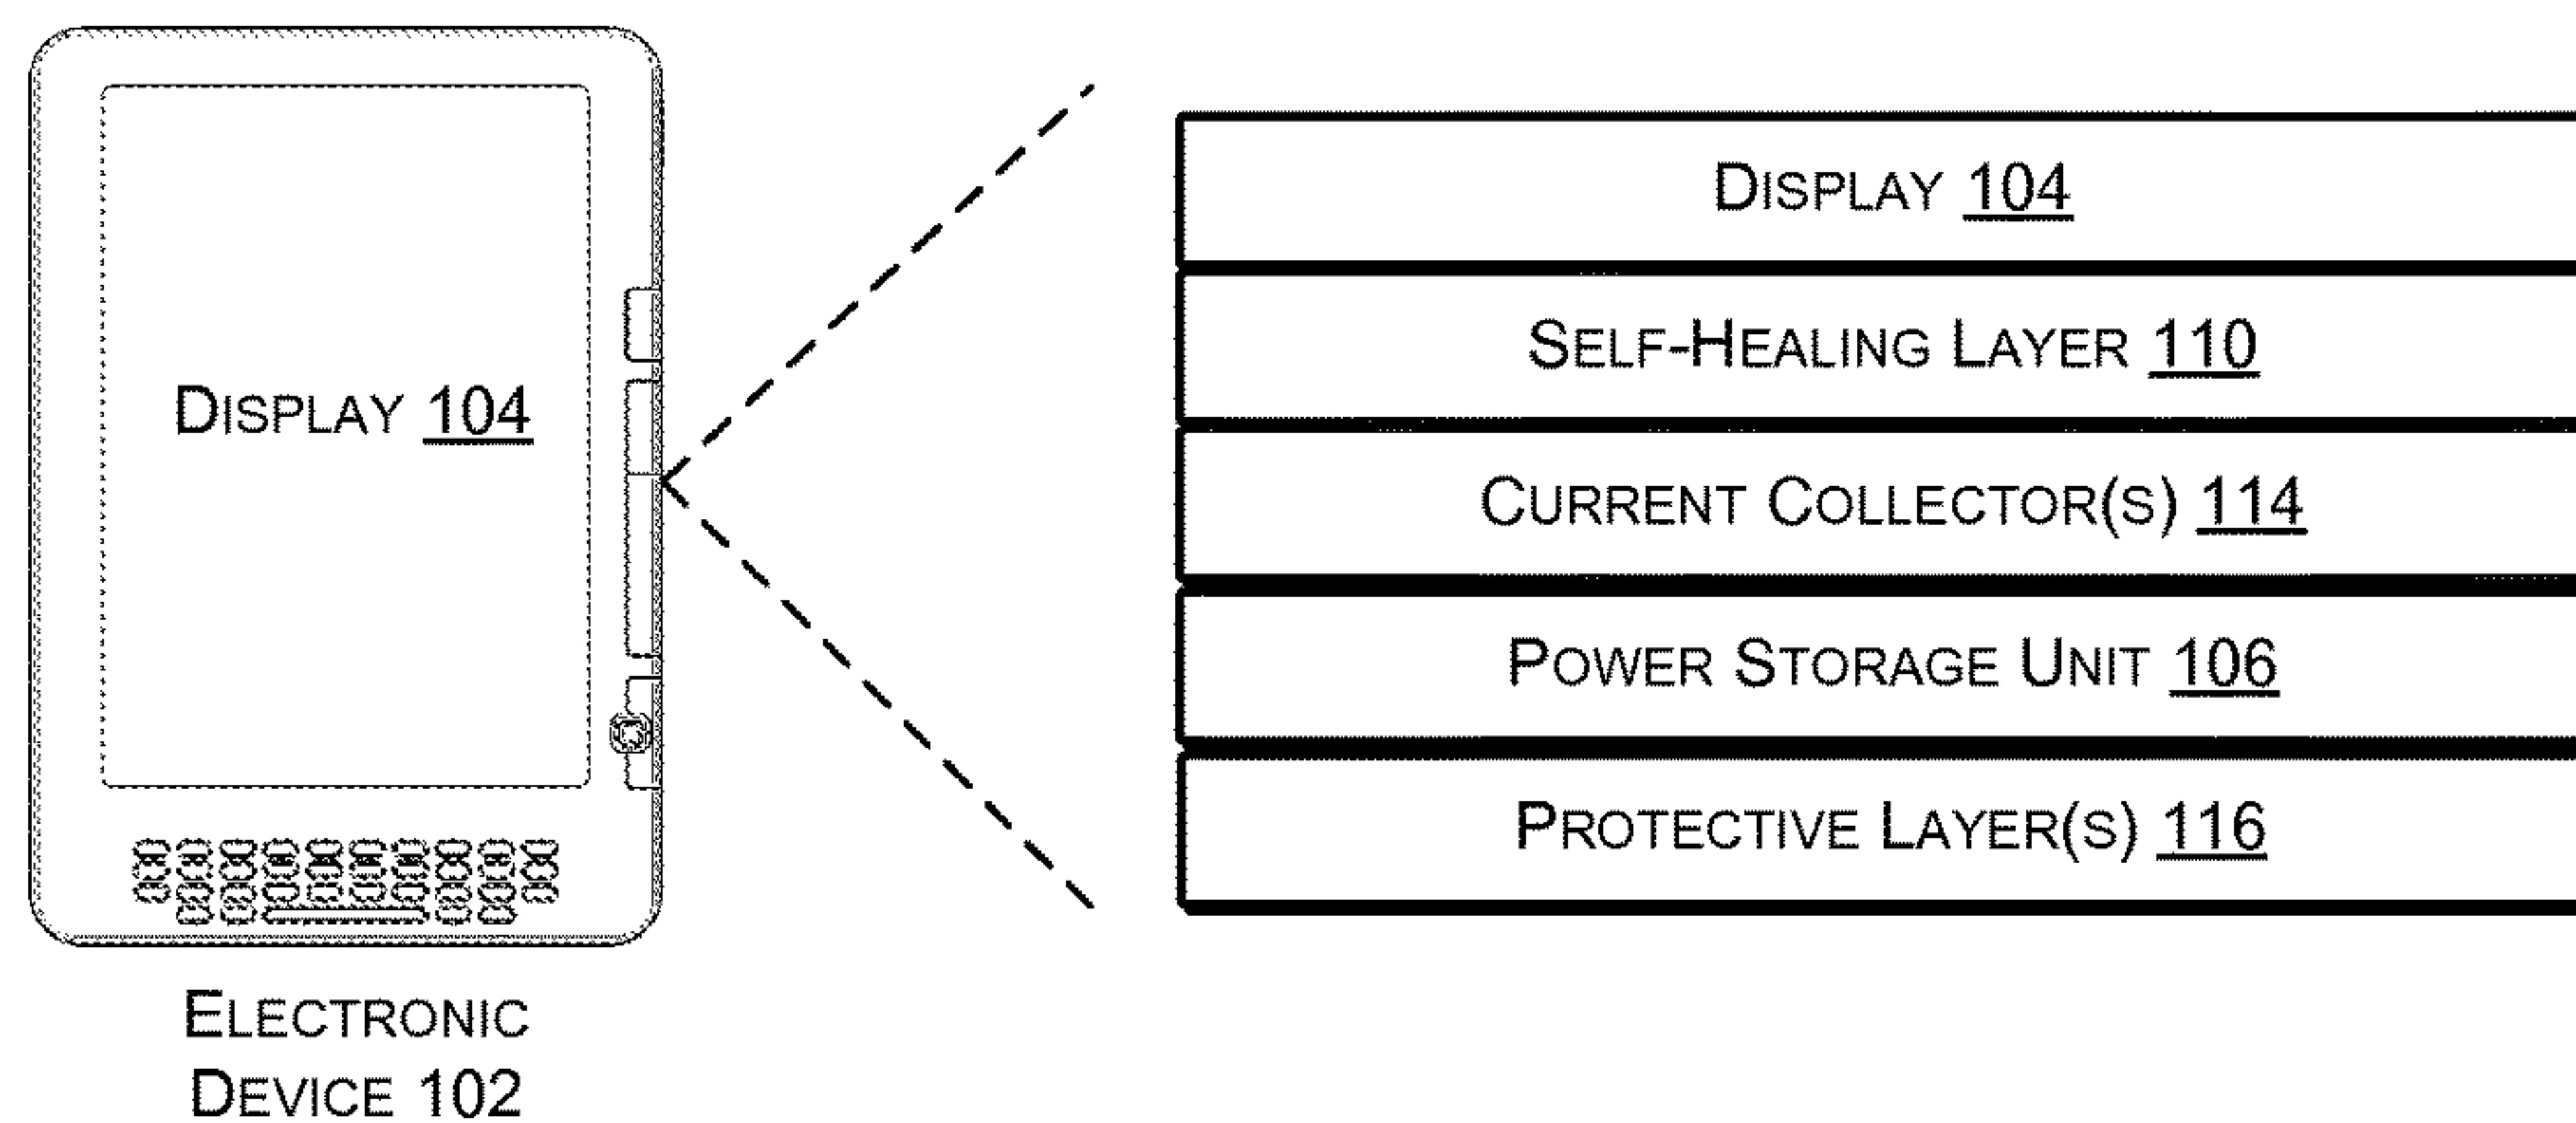 DISPLAY 104
ELECTRONIC
DEVICE 102
DISPLAY 104
SELF-HEALING LAYER 110
CURRENT COLLECTOR(S) 114
POWER STORAGE UNIT 106
PROTECTIVE LAYER(S) 116